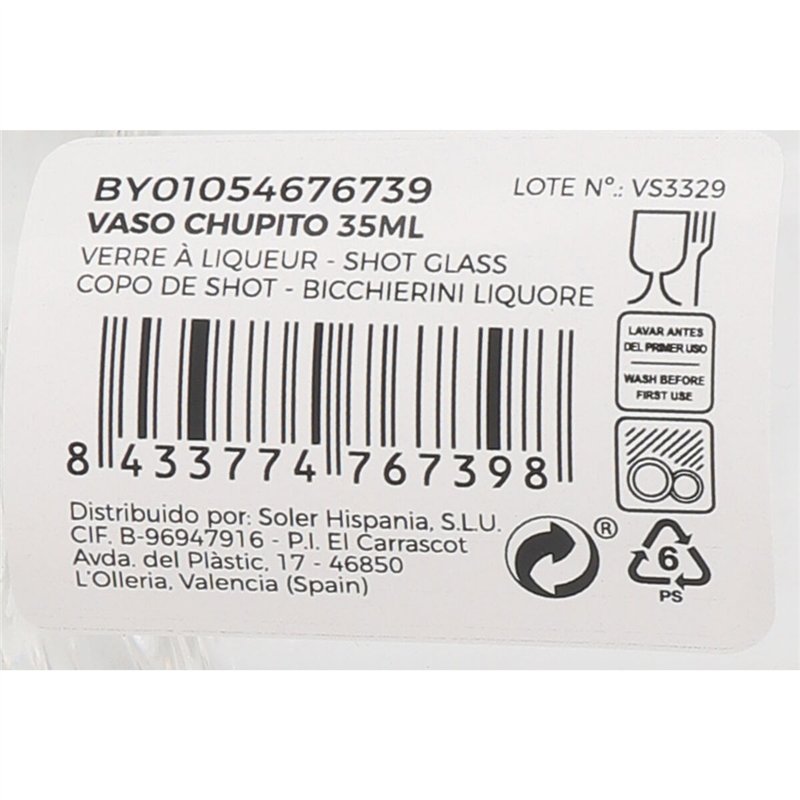 BY01054676739
LOTE Nº.: VS3329
VASO CHUPITO 35ML
VERRE À LIQUEUR - SHOT GLASS
COPO DE SHOT - BICCHIERINI LIQUORE
LAVAR ANTES
DEL PRIMER USO
WASH BEFORE
FIRST USE
8 433774 767398
Distribuido por: Soler Hispania, S.L.U.
CIF. B-96947916 - P.I. El Carrascot
Avda. del Plàstic, 17 - 46850
L'Olleria, Valencia (Spain)
®
6
PS